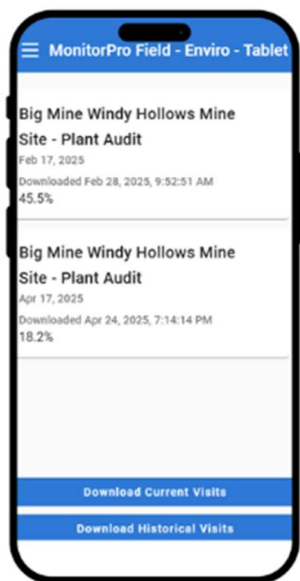 MonitorPro Field - Enviro - Tablet
Big Mine Windy Hollows Mine
Site - Plant Audit
Feb 17, 2025
Downloaded Feb 28, 2025, 9:52:51 AM
45.5%
Big Mine Windy Hollows Mine
Site - Plant Audit
Apr 17, 2025
Downloaded Apr 24, 2025, 7:14:14 PM
18.2%
Download Current Visits
Download Historical Visits